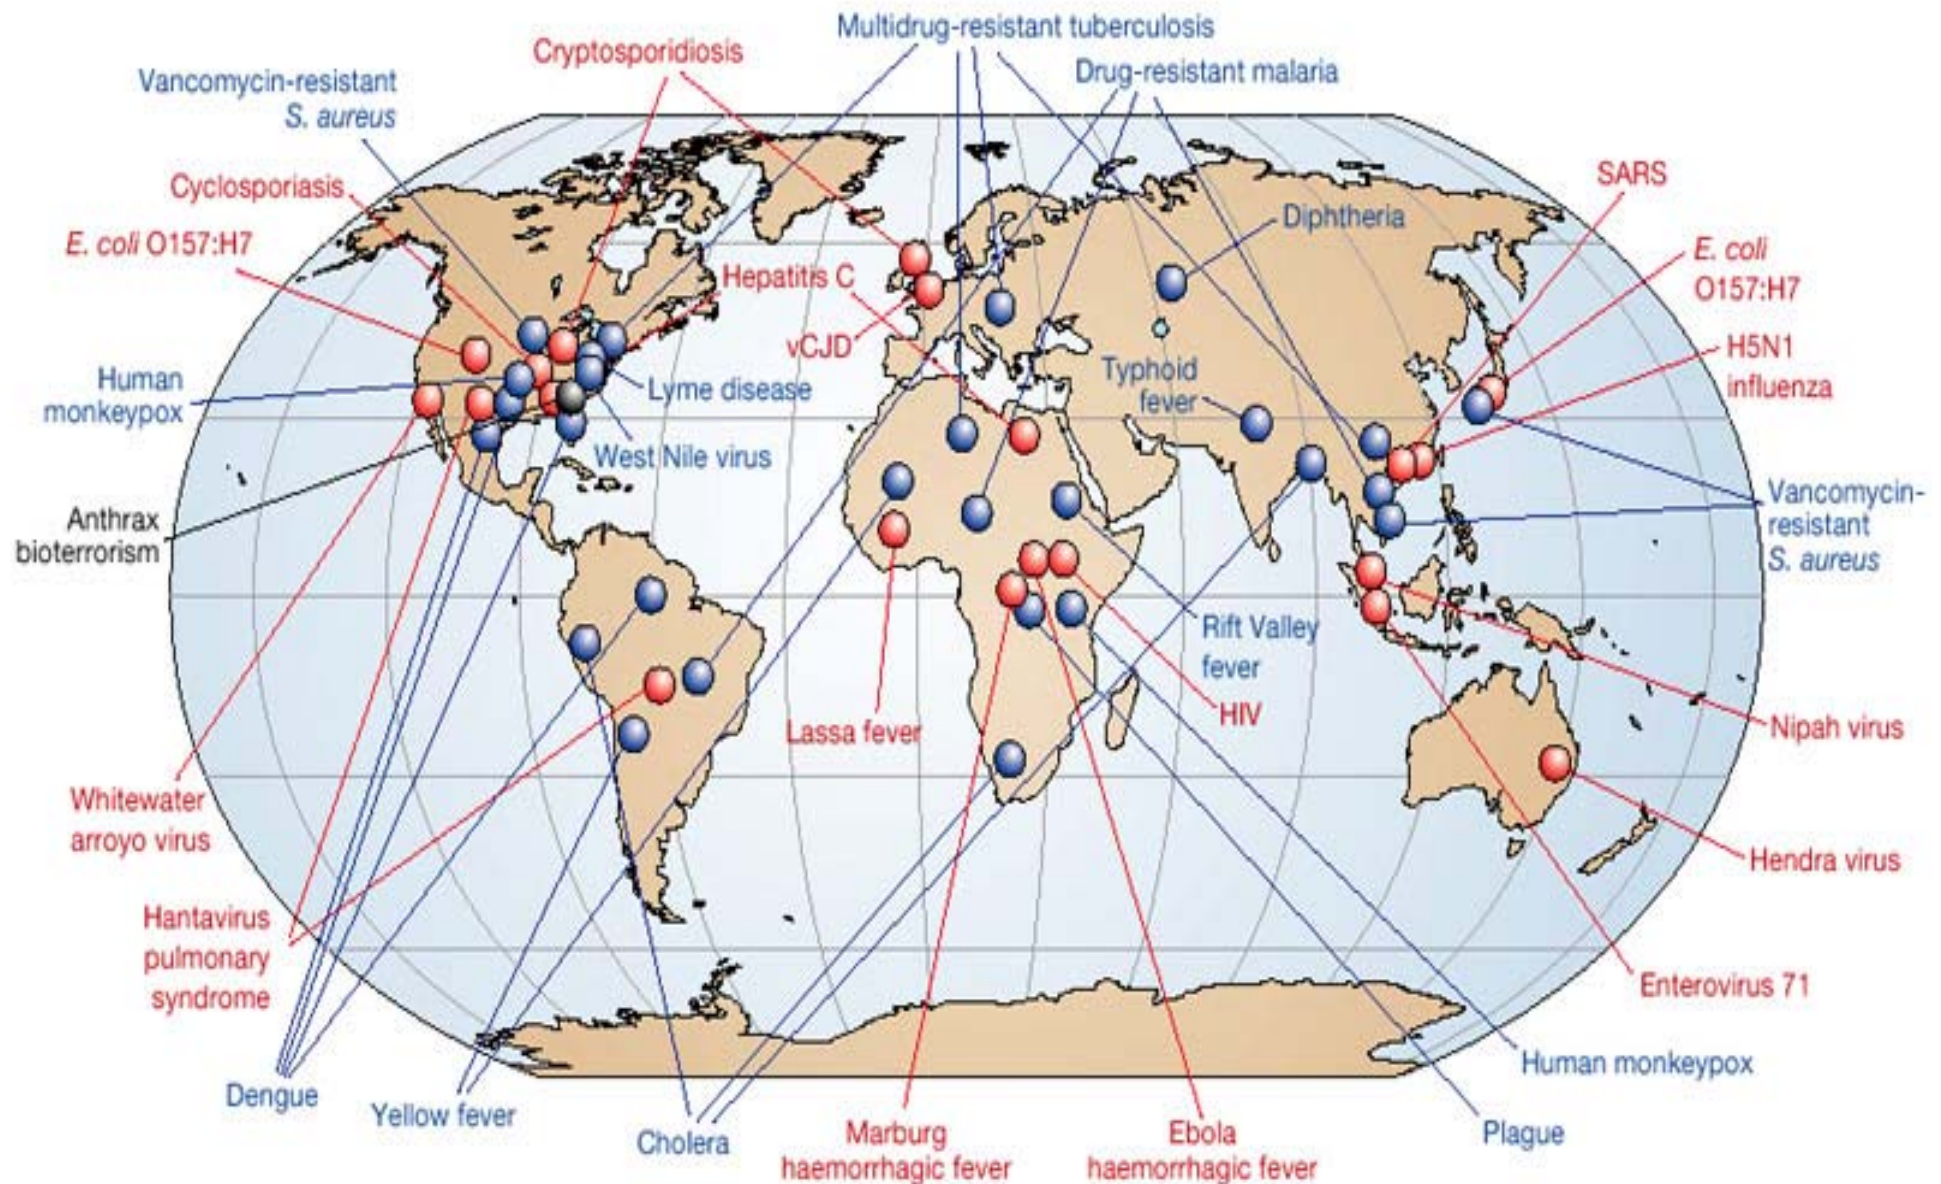 Multidrug-resistant tuberculosis
Cryptosporidiosis
Drug-resistant malaria
Vancomycin-resistant
S. aureus
Cyclosporiasis
SARS
Diphtheria
E. coli O157:H7
E. coli
O157:H7
Hepatitis C
vCJD
H5N1
influenza
Human
monkeypox
Lyme disease
Typhoid
fever
West Nile virus
Anthrax
bioterrorism
Vancomycin-
resistant
S. aureus
Rift Valley
fever
HIV
Lassa fever
Nipah virus
Whitewater
arroyo virus
Hendra virus
Hantavirus
pulmonary
syndrome
Enterovirus 71
Human monkeypox
Dengue
Yellow fever
Cholera
Marburg
haemorrhagic fever
Ebola
haemorrhagic fever
Plague